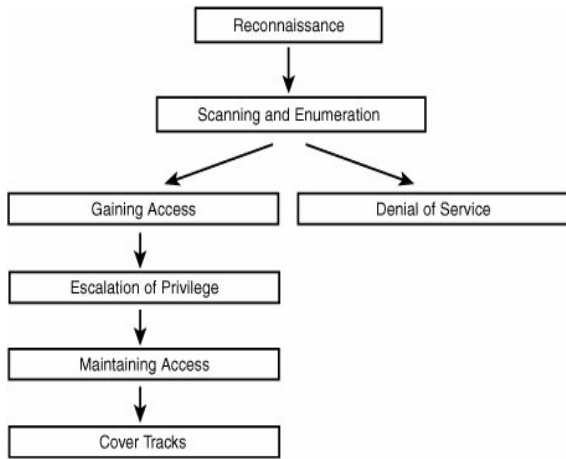 Reconnaissance
Scanning and Enumeration
Gaining Access
Denial of Service
Escalation of Privilege
Maintaining Access
Cover Tracks